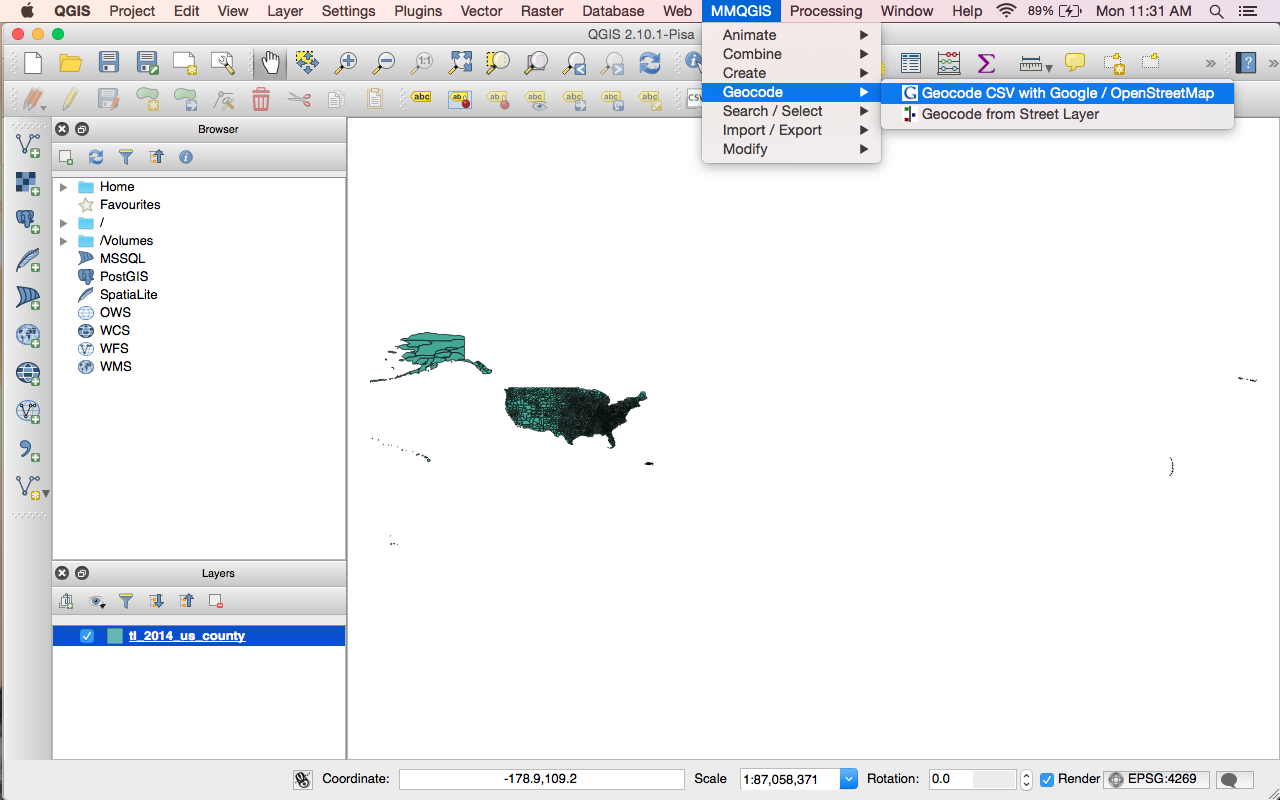 QGIS Project Edit View Layer Settings Plugins Vector Raster Database Web MMQGIS Processing Window Help 89% Mon 11:31 AM
QGIS 2.10.1-Pisa
Animate
Combine
Create
Geocode
Search / Select
Import / Export
Modify
Geocode CSV with Google / OpenStreetMap
Geocode from Street Layer
1:1
Σ
?
abc
Browser
Home
Favourites
/
/Volumes
MSSQL
PostGIS
SpatiaLite
OWS
WCS
WFS
WMS
Layers
tl_2014_us_county
Coordinate: -178.9,109.2 Scale 1:87,058,371 Rotation: 0.0 Render EPSG:4269